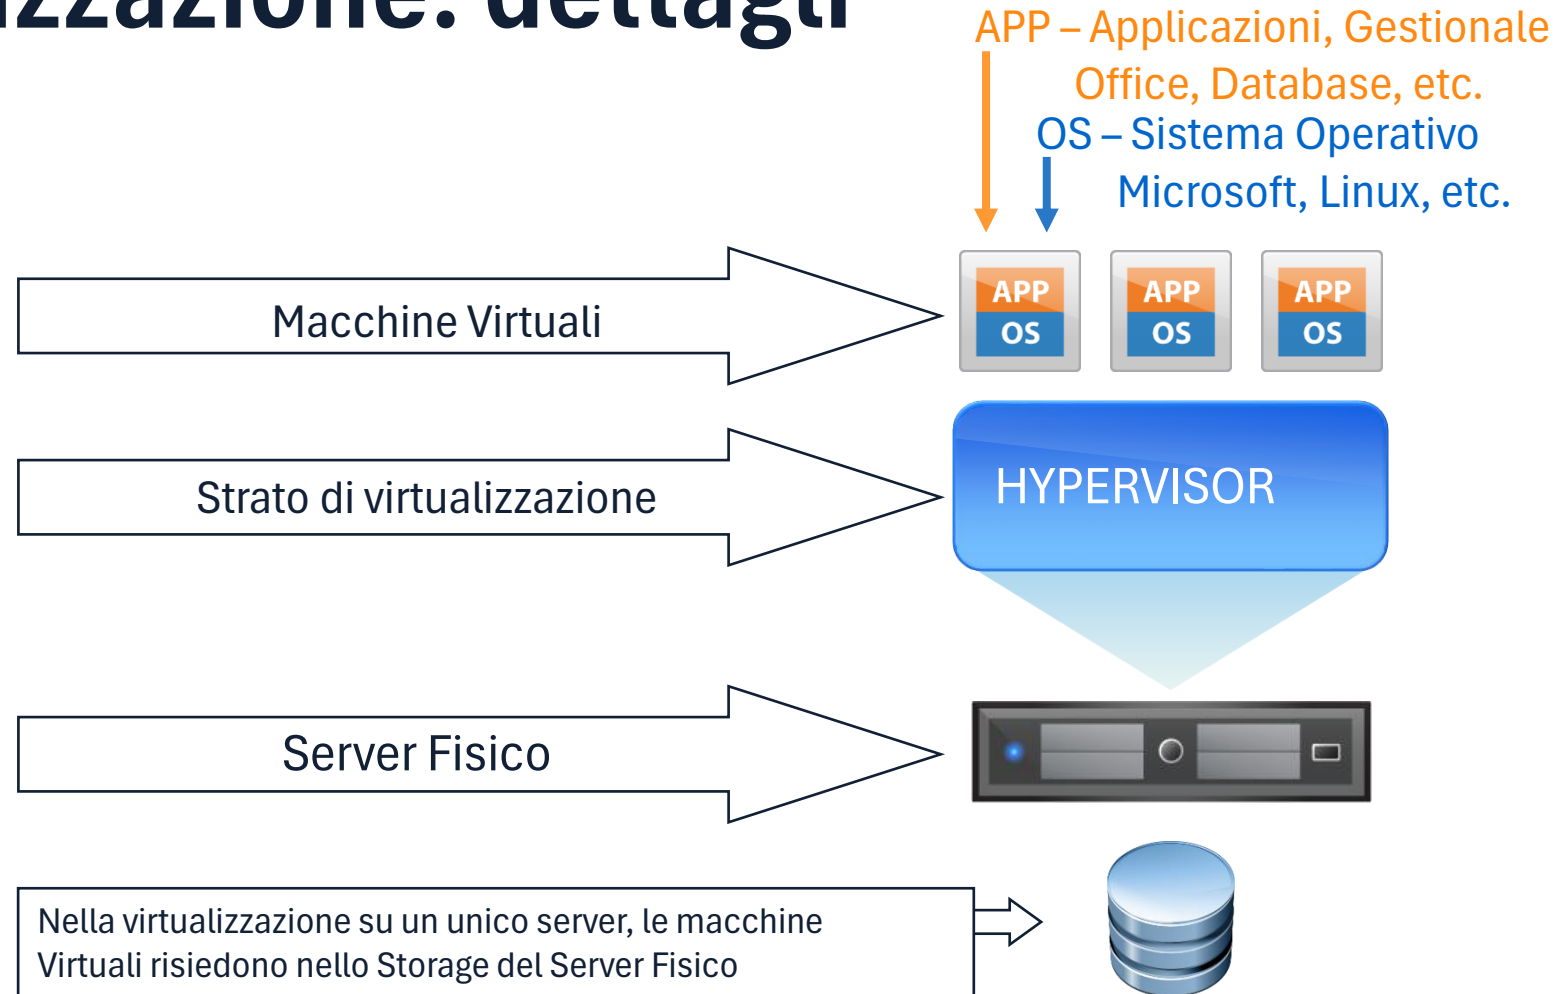 izzazione: dettagli
APP – Applicazioni, Gestionale
Office, Database, etc.
OS – Sistema Operativo
Microsoft, Linux, etc.
Macchine Virtuali
APP
OS
APP
OS
APP
OS
Strato di virtualizzazione
HYPERVISOR
Server Fisico
Nella virtualizzazione su un unico server, le macchine
Virtuali risiedono nello Storage del Server Fisico